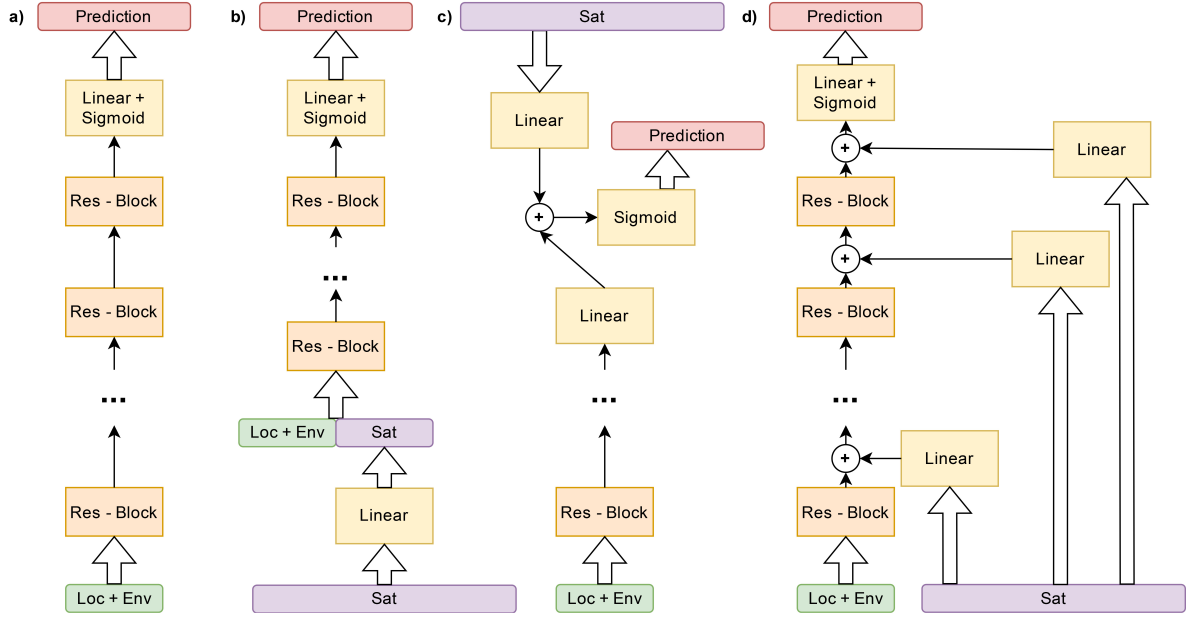 a)
Prediction
Linear +
Sigmoid
Res - Block
Res - Block
...
Res - Block
Loc + Env
b)
Prediction
Linear +
Sigmoid
Res - Block
...
Res - Block
Loc + Env
Sat
Linear
Sat
c)
Sat
Linear
Prediction
+
Sigmoid
Linear
...
Res - Block
Loc + Env
d)
Prediction
Linear +
Sigmoid
+
Linear
Res - Block
+
Linear
Res - Block
...
+
Linear
Res - Block
Loc + Env
Sat